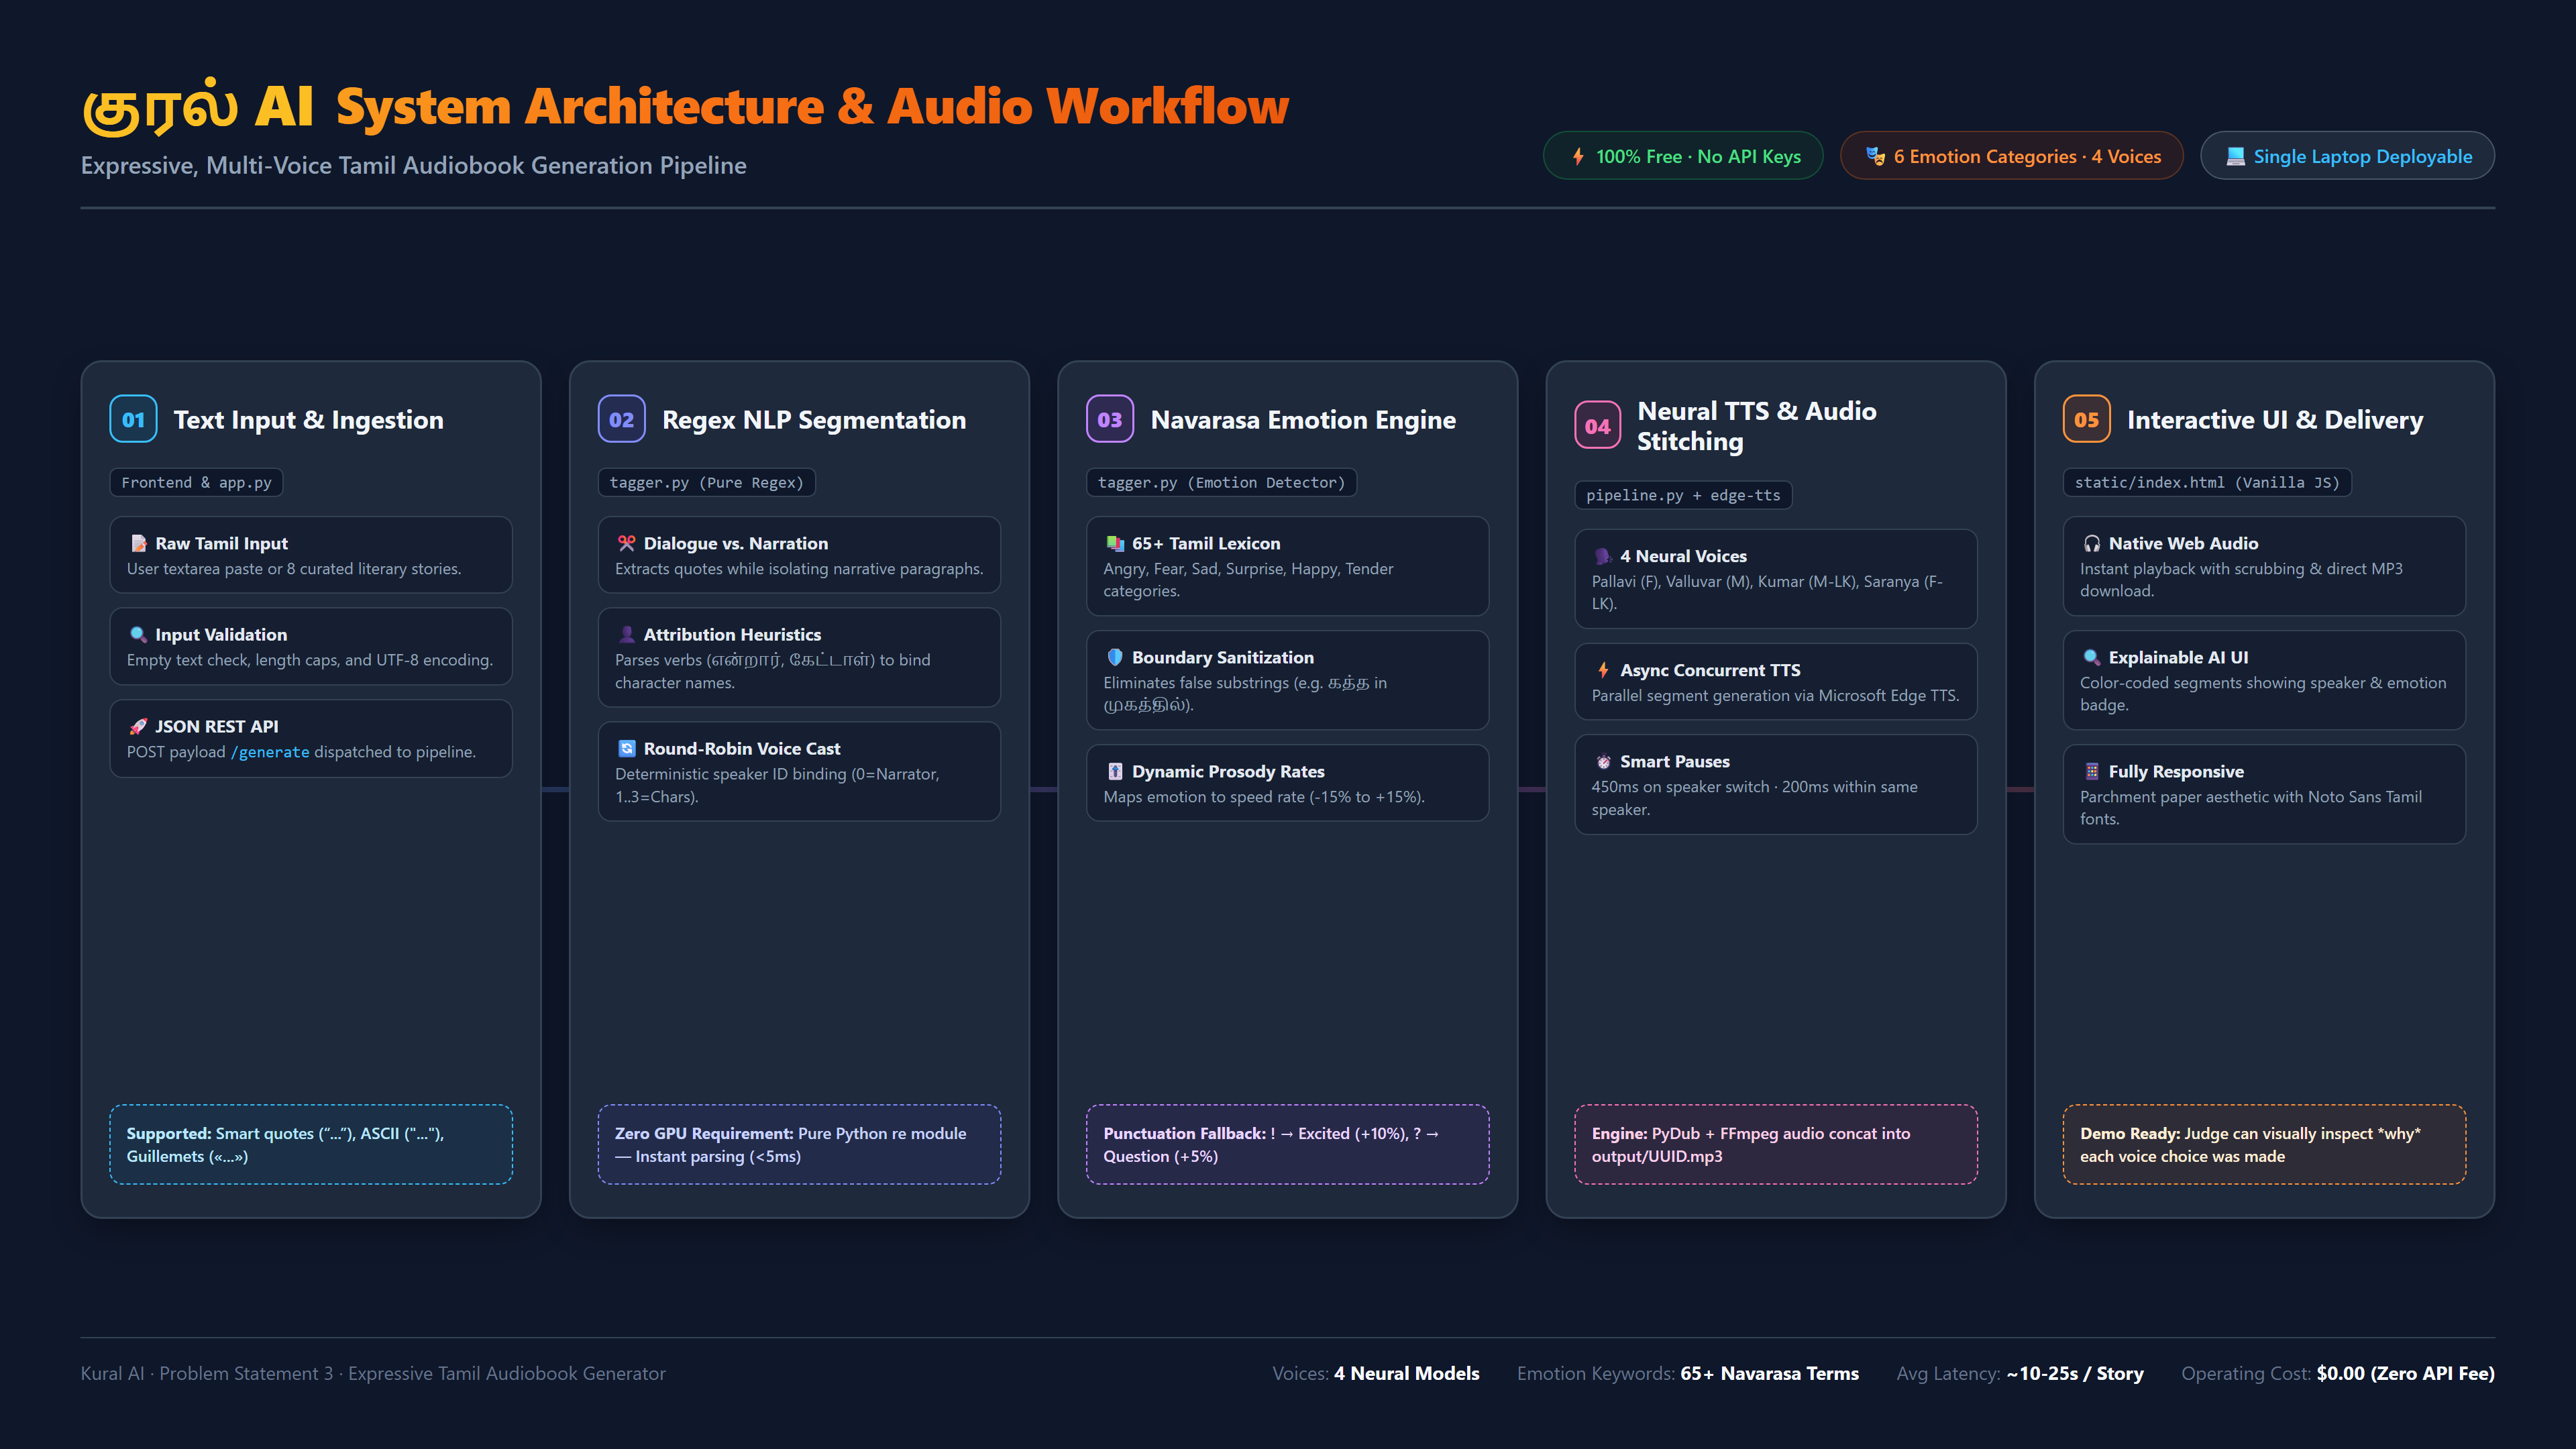 குரல் AI System Architecture & Audio Workflow
Expressive, Multi-Voice Tamil Audiobook Generation Pipeline
⚡ 100% Free · No API Keys
🎭 6 Emotion Categories · 4 Voices
💻 Single Laptop Deployable
01 Text Input & Ingestion
Frontend & app.py
📝 Raw Tamil Input
User textarea paste or 8 curated literary stories.
🔍 Input Validation
Empty text check, length caps, and UTF-8 encoding.
🚀 JSON REST API
POST payload /generate dispatched to pipeline.
Supported: Smart quotes (“...”), ASCII ("..."),
Guillemets («...»)
02 Regex NLP Segmentation
tagger.py (Pure Regex)
✂️ Dialogue vs. Narration
Extracts quotes while isolating narrative paragraphs.
👤 Attribution Heuristics
Parses verbs (என்றார், கேட்டாள்) to bind
character names.
🔄 Round-Robin Voice Cast
Deterministic speaker ID binding (0=Narrator,
1..3=Chars).
Zero GPU Requirement: Pure Python re module
— Instant parsing (<5ms)
03 Navarasa Emotion Engine
tagger.py (Emotion Detector)
📚 65+ Tamil Lexicon
Angry, Fear, Sad, Surprise, Happy, Tender
categories.
🛡️ Boundary Sanitization
Eliminates false substrings (e.g. கத்த in
முகத்தில்).
🎚️ Dynamic Prosody Rates
Maps emotion to speed rate (-15% to +15%).
Punctuation Fallback: ! → Excited (+10%), ? →
Question (+5%)
04 Neural TTS & Audio
Stitching
pipeline.py + edge-tts
🗣️ 4 Neural Voices
Pallavi (F), Valluvar (M), Kumar (M-LK), Saranya (F-
LK).
⚡ Async Concurrent TTS
Parallel segment generation via Microsoft Edge TTS.
⏱️ Smart Pauses
450ms on speaker switch · 200ms within same
speaker.
Engine: PyDub + FFmpeg audio concat into
output/UUID.mp3
05 Interactive UI & Delivery
static/index.html (Vanilla JS)
🎧 Native Web Audio
Instant playback with scrubbing & direct MP3
download.
🔍 Explainable AI UI
Color-coded segments showing speaker & emotion
badge.
📱 Fully Responsive
Parchment paper aesthetic with Noto Sans Tamil
fonts.
Demo Ready: Judge can visually inspect *why*
each voice choice was made
Kural AI · Problem Statement 3 · Expressive Tamil Audiobook Generator
Voices: 4 Neural Models
Emotion Keywords: 65+ Navarasa Terms
Avg Latency: ~10-25s / Story
Operating Cost: $0.00 (Zero API Fee)